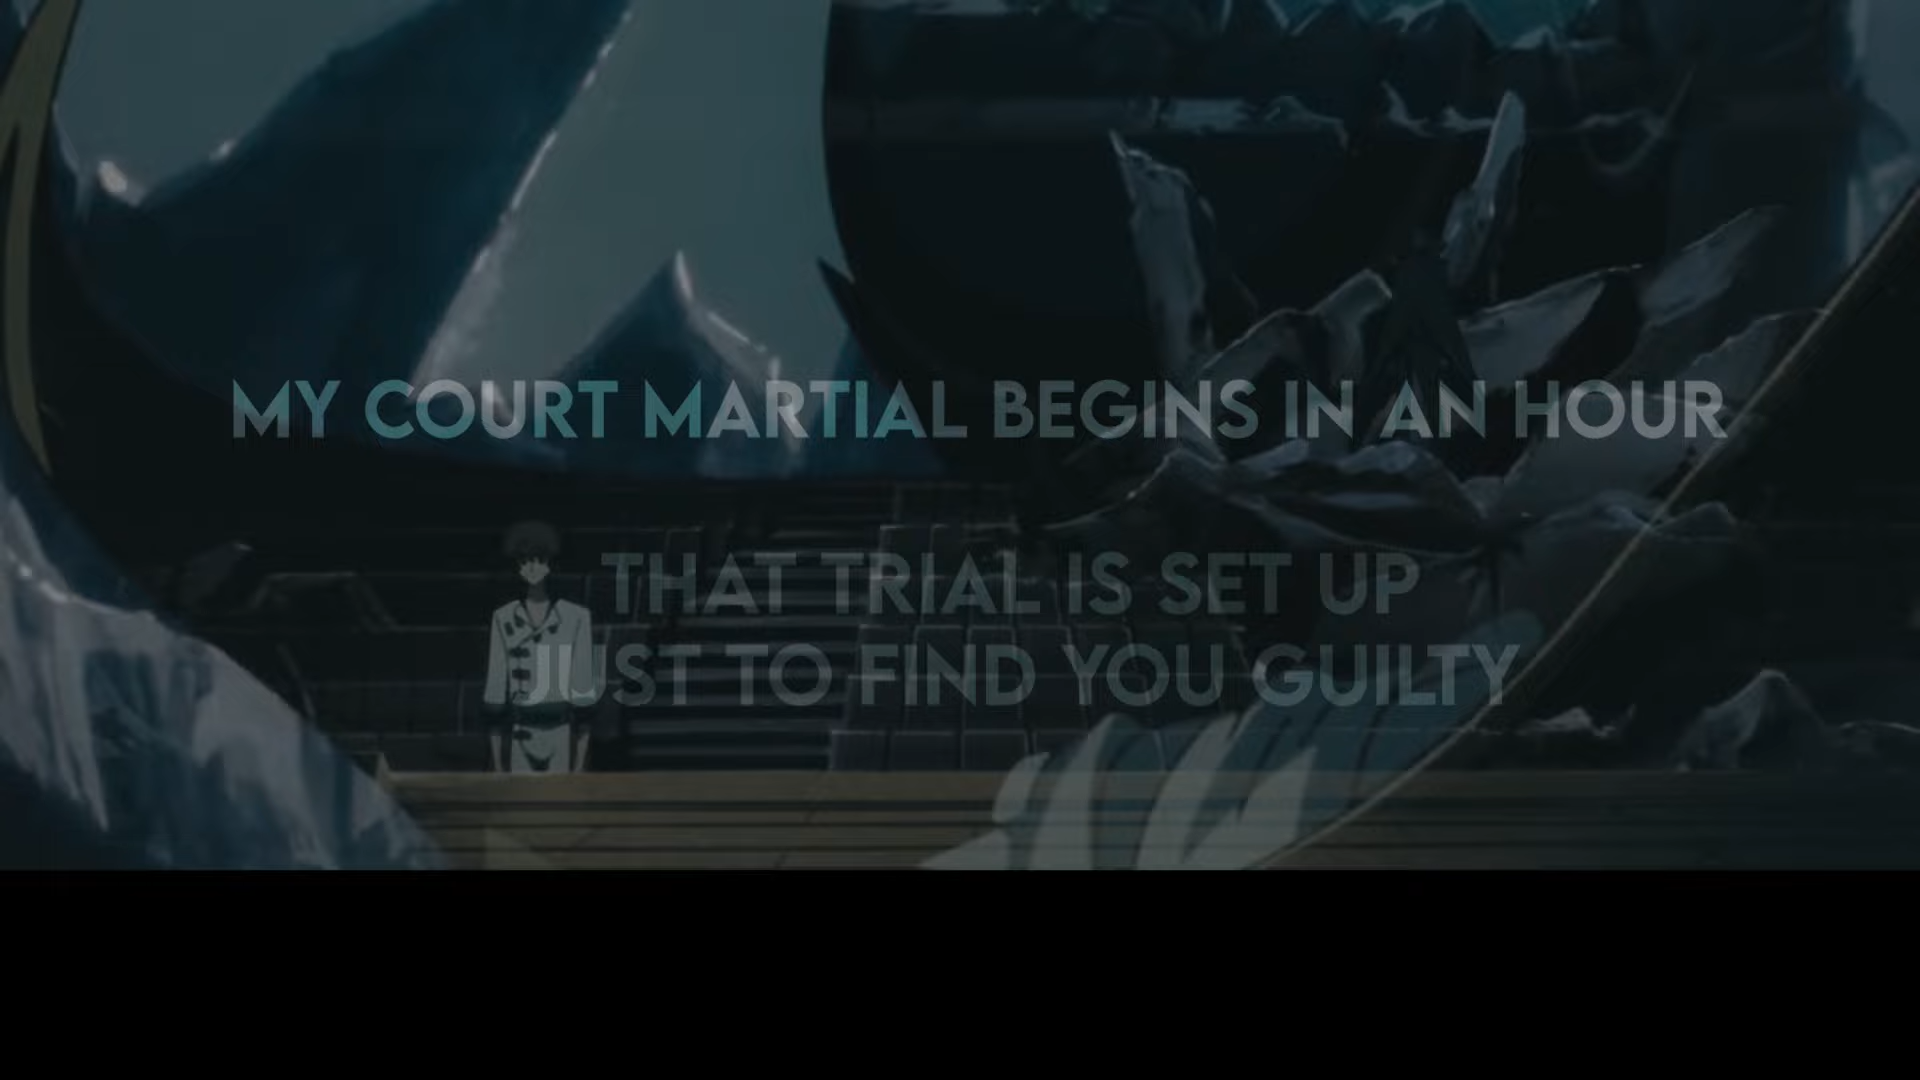 MY COURT MARTIAL BEGINS IN AN HOUR
THAT TRIAL IS SET UP
JUST TO FIND YOU GUILTY